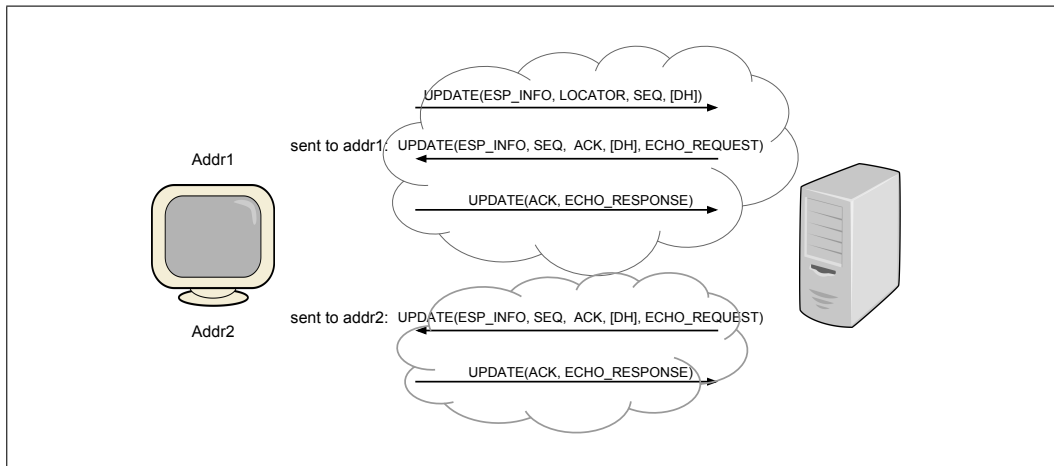 UPDATE(ESP_INFO, LOCATOR, SEQ, [DH])
sent to addr1: UPDATE(ESP_INFO, SEQ, ACK, [DH], ECHO_REQUEST)
Addr1
UPDATE(ACK, ECHO_RESPONSE)
sent to addr2: UPDATE(ESP_INFO, SEQ, ACK, [DH], ECHO_REQUEST)
Addr2
UPDATE(ACK, ECHO_RESPONSE)